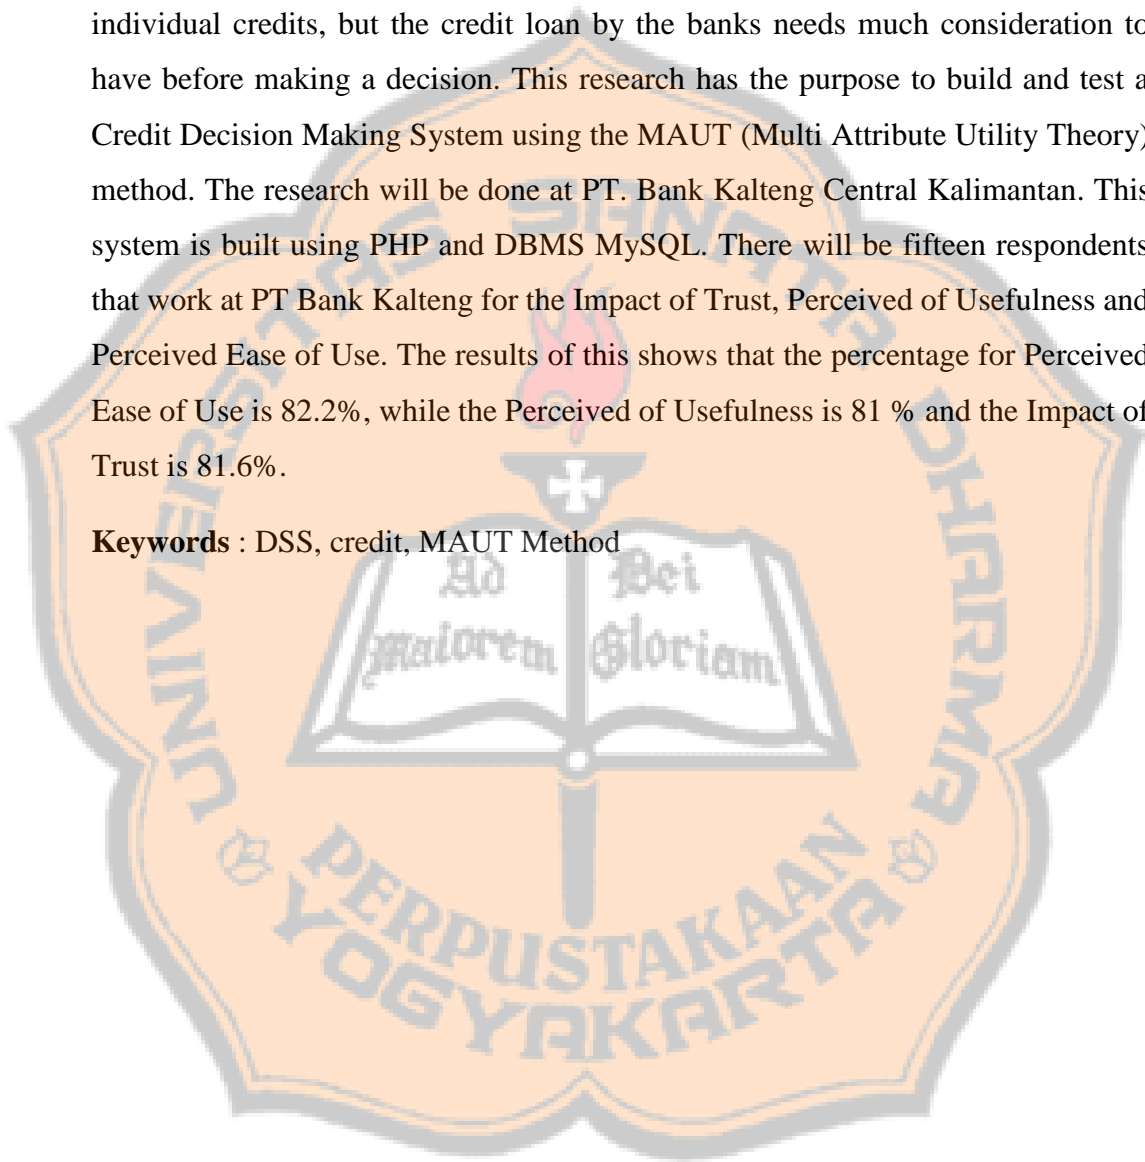 individual credits, but the credit loan by the banks needs much consideration to
have before making a decision. This research has the purpose to build and test a
Credit Decision Making System using the MAUT (Multi Attribute Utility Theory)
method. The research will be done at PT. Bank Kalteng Central Kalimantan. This
system is built using PHP and DBMS MySQL. There will be fifteen respondents
that work at PT Bank Kalteng for the Impact of Trust, Perceived of Usefulness and
Perceived Ease of Use. The results of this shows that the percentage for Perceived
Ease of Use is 82.2%, while the Perceived of Usefulness is 81 % and the Impact of
Trust is 81.6%.
Keywords : DSS, credit, MAUT Method
UNIVERSITAS SANATA DHARMA
Ad Dei
maiorem Gloriam
PERPUSTAKAAN
YOGYAKARTA